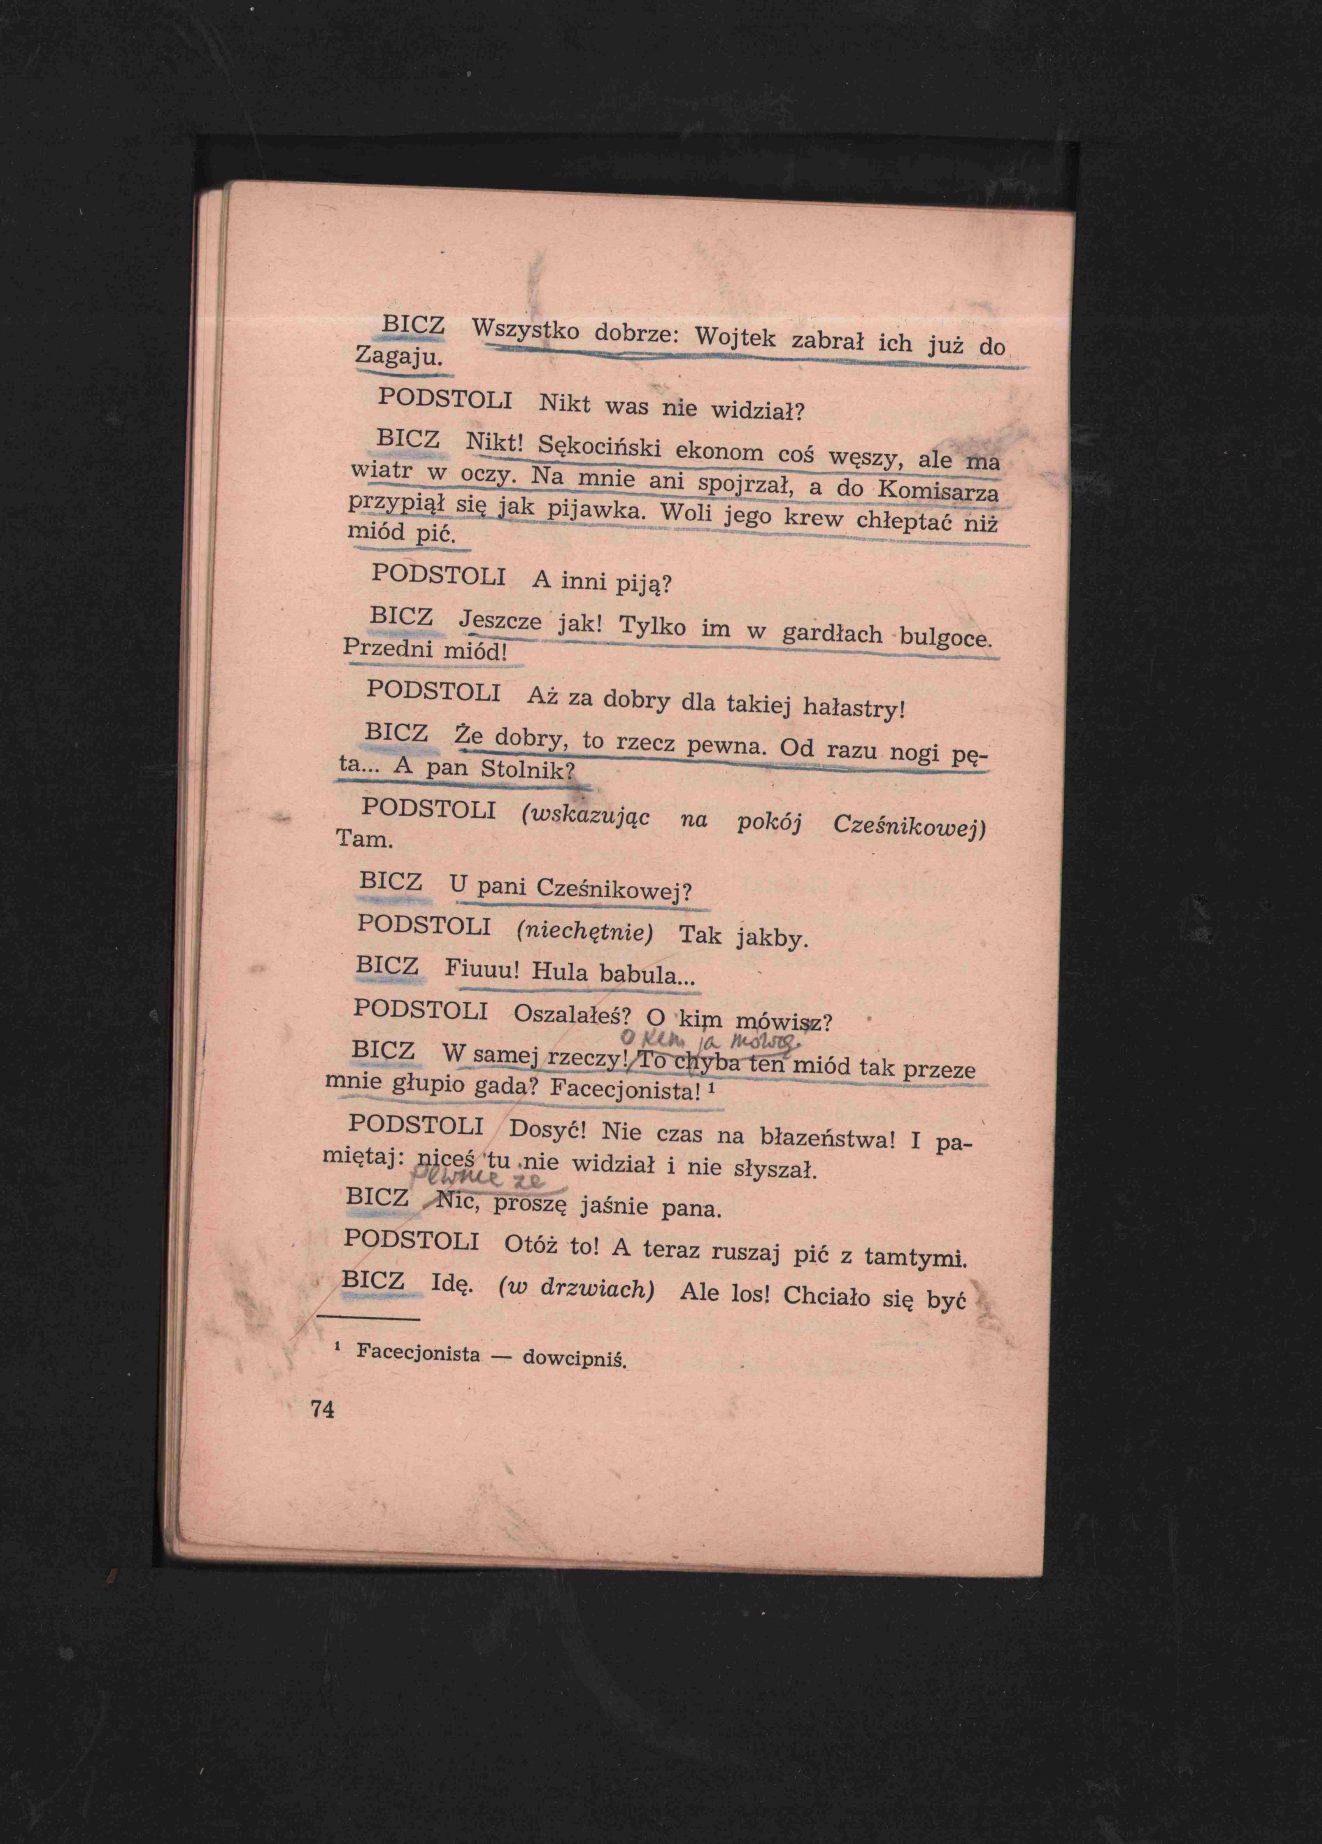 BICZ Wszystko dobrze: Wojtek zabrał ich już do
Zagaju.
PODSTOLI Nikt was nie widział?
BICZ Nikt! Sękociński ekonom coś węszy, ale ma
wiatr w oczy. Na mnie ani spojrzał, a do Komisarza
przypiął się jak pijawka. Woli jego krew chłeptać niż
miód pić.
PODSTOLI A inni piją?
BICZ Jeszcze jak! Tylko im w gardłach bulgoce.
Przedni miód!
PODSTOLI Aż za dobry dla takiej hałastry!
BICZ Że dobry, to rzecz pewna. Od razu nogi pę-
ta... A pan Stolnik?
PODSTOLI (wskazując na pokój Cześnikowej)
Tam.
BICZ U pani Cześnikowej?
PODSTOLI (niechętnie) Tak jakby.
BICZ Fiuuu! Hula babula...
PODSTOLI Oszalałeś? O kim mówisz?
O kem ja mówię.
BICZ W samej rzeczy! To chyba ten miód tak przeze
mnie głupio gada? Facecjonista! ¹
PODSTOLI Dosyć! Nie czas na błazeństwa! I pa-
miętaj: niceś tu nie widział i nie słyszał.
pewnie że
BICZ Nic, proszę jaśnie pana.
PODSTOLI Otóż to! A teraz ruszaj pić z tamtymi.
BICZ Idę. (w drzwiach) Ale los! Chciało się być
¹ Facecjonista — dowcipniś.
74